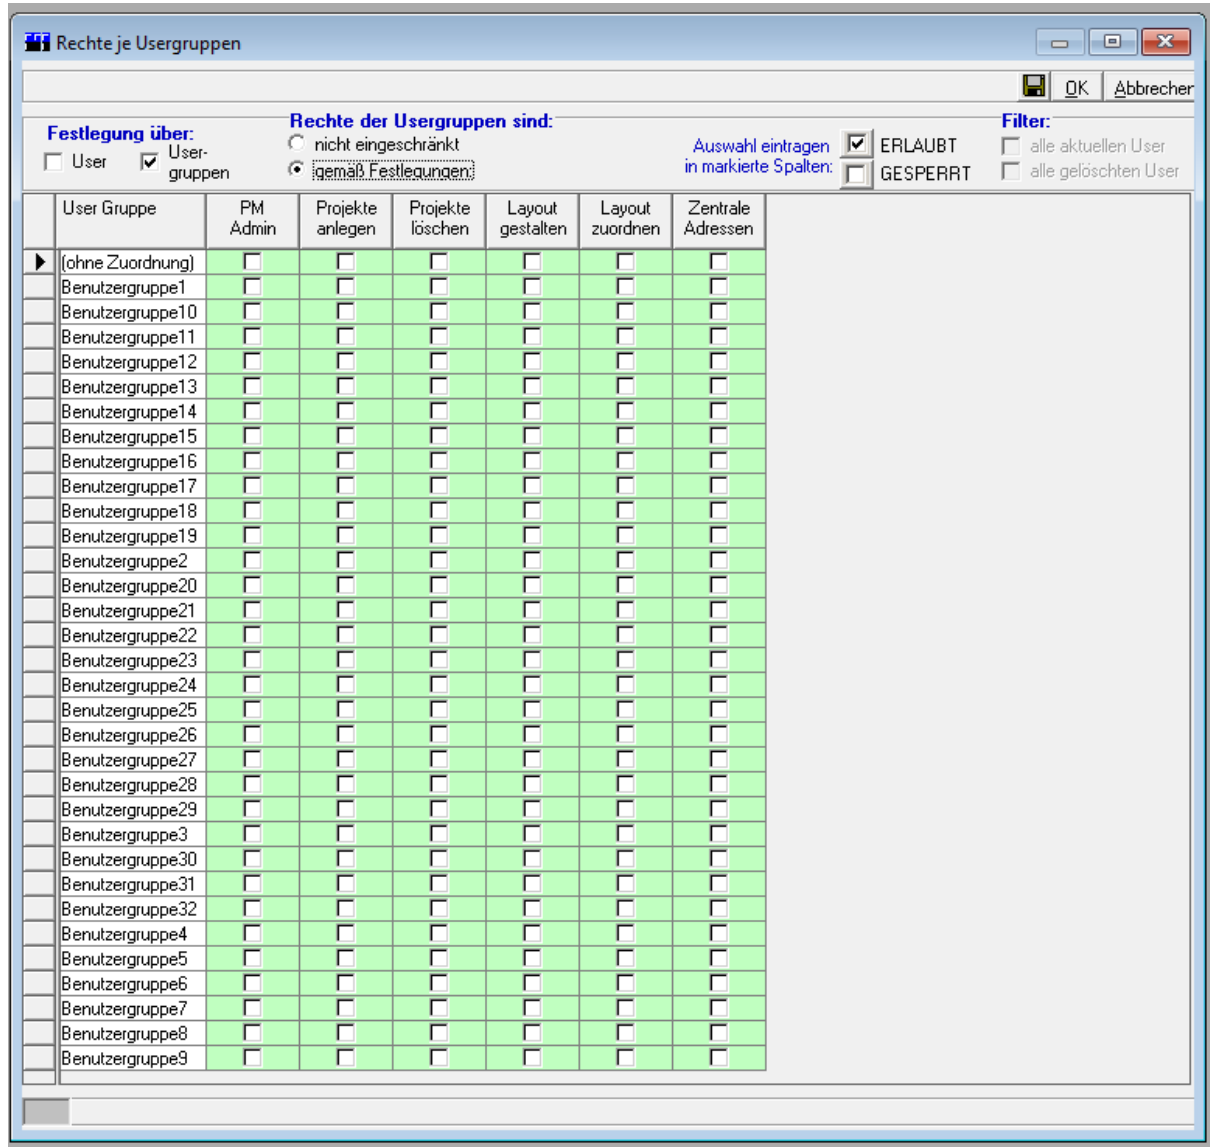 Rechte je Usergruppen
OK Abbrechen
Festlegung über:
User
User-
gruppen
Rechte der Usergruppen sind:
nicht eingeschränkt
gemäß Festlegungen:
Auswahl eintragen
in markierte Spalten:
ERLAUBT
GESPERRT
Filter:
alle aktuellen User
alle gelöschten User
User Gruppe
PM
Admin
Projekte
anlegen
Projekte
löschen
Layout
gestalten
Layout
zuordnen
Zentrale
Adressen
(ohne Zuordnung)
Benutzergruppe1
Benutzergruppe10
Benutzergruppe11
Benutzergruppe12
Benutzergruppe13
Benutzergruppe14
Benutzergruppe15
Benutzergruppe16
Benutzergruppe17
Benutzergruppe18
Benutzergruppe19
Benutzergruppe2
Benutzergruppe20
Benutzergruppe21
Benutzergruppe22
Benutzergruppe23
Benutzergruppe24
Benutzergruppe25
Benutzergruppe26
Benutzergruppe27
Benutzergruppe28
Benutzergruppe29
Benutzergruppe3
Benutzergruppe30
Benutzergruppe31
Benutzergruppe32
Benutzergruppe4
Benutzergruppe5
Benutzergruppe6
Benutzergruppe7
Benutzergruppe8
Benutzergruppe9